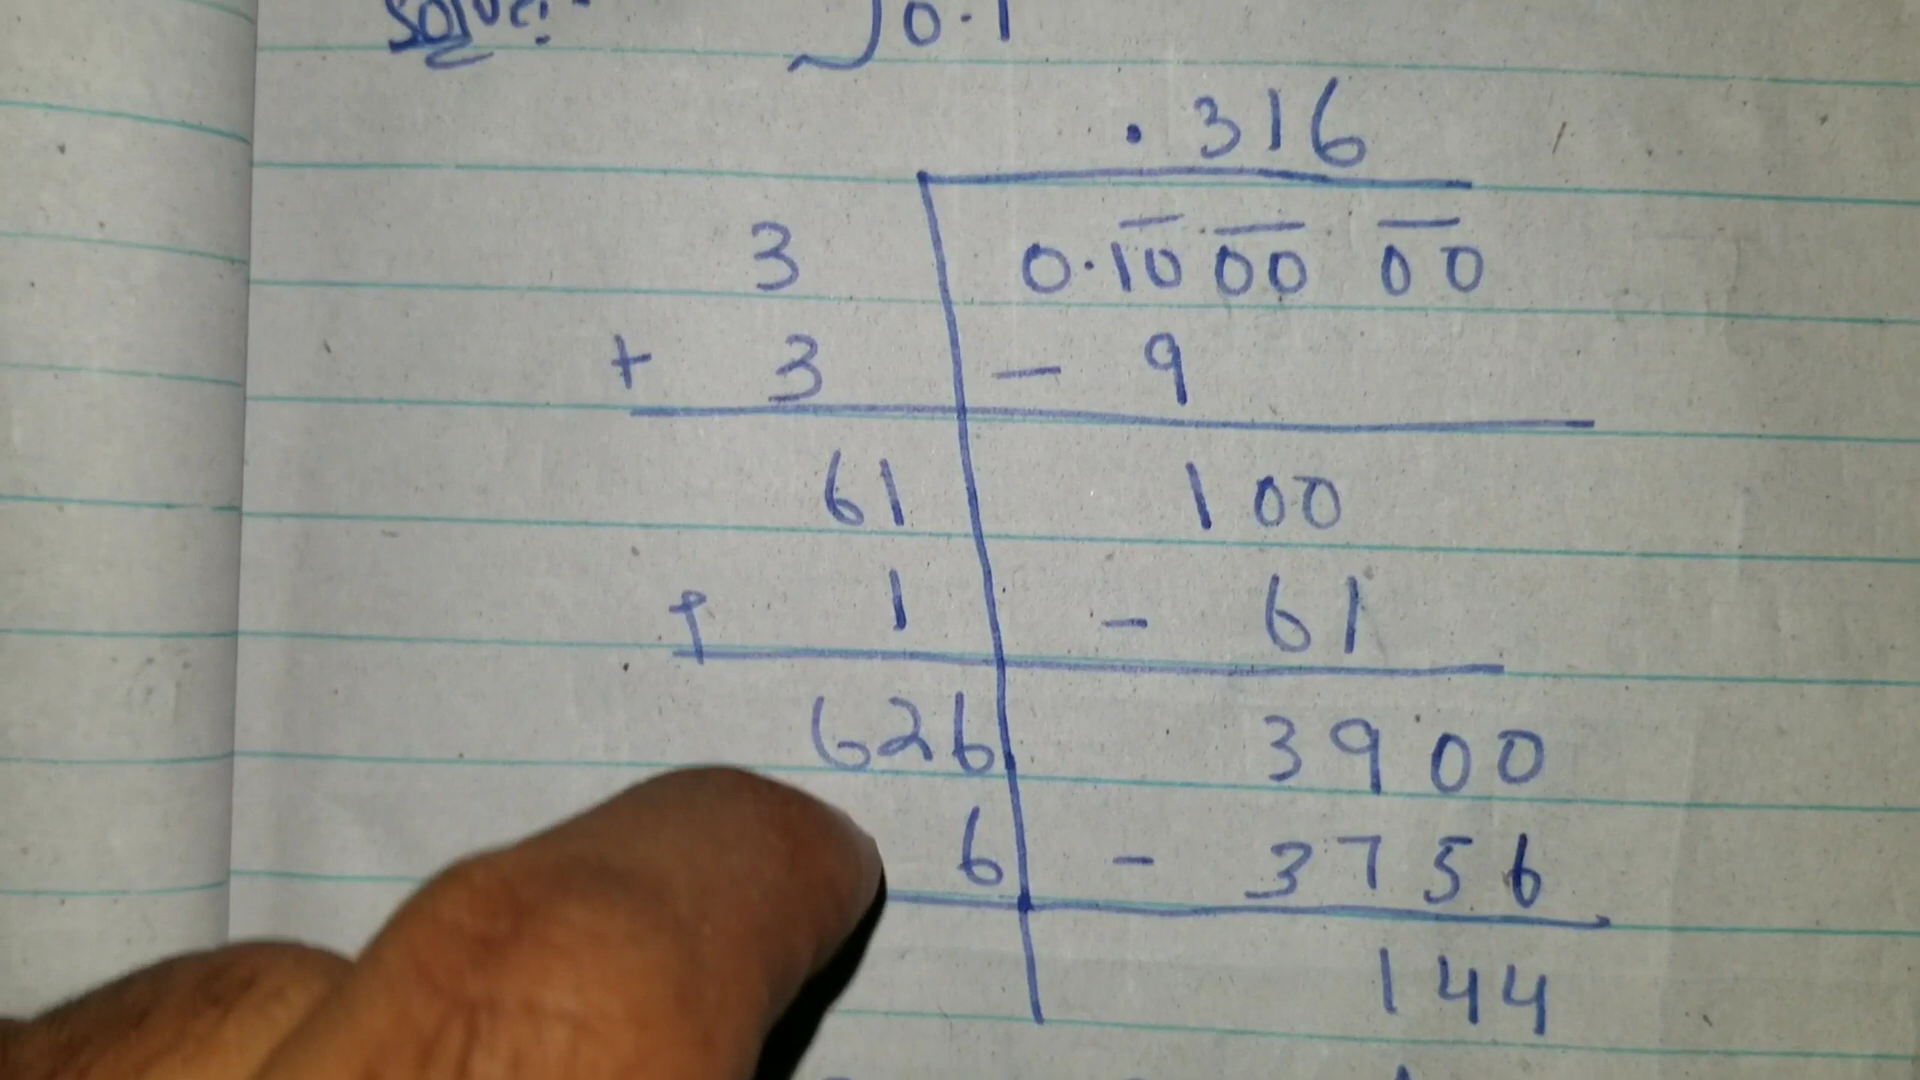 Solve: √0.1
.316
3 0.10 00 00
+ 3 - 9
61 100
+ 1 - 61
626 3900
6 - 3756
144